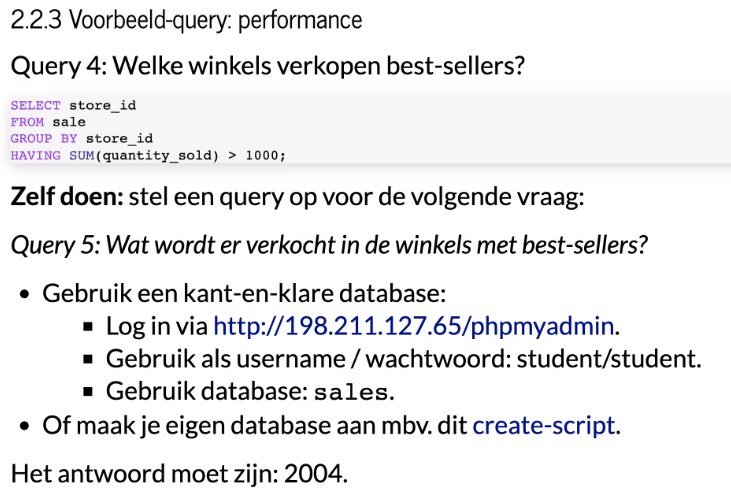 2.2.3 Voorbeeld-query: performance
Query 4: Welke winkels verkopen best-sellers?
SELECT store_id
FROM sale
GROUP BY store_id
HAVING SUM(quantity_sold) > 1000;
Zelf doen: stel een query op voor de volgende vraag:
Query 5: Wat wordt er verkocht in de winkels met best-sellers?
• Gebruik een kant-en-klare database:
▪ Log in via http://198.211.127.65/phpmyadmin.
▪ Gebruik als username / wachtwoord: student/student.
▪ Gebruik database: sales.
• Of maak je eigen database aan mbv. dit create-script.
Het antwoord moet zijn: 2004.